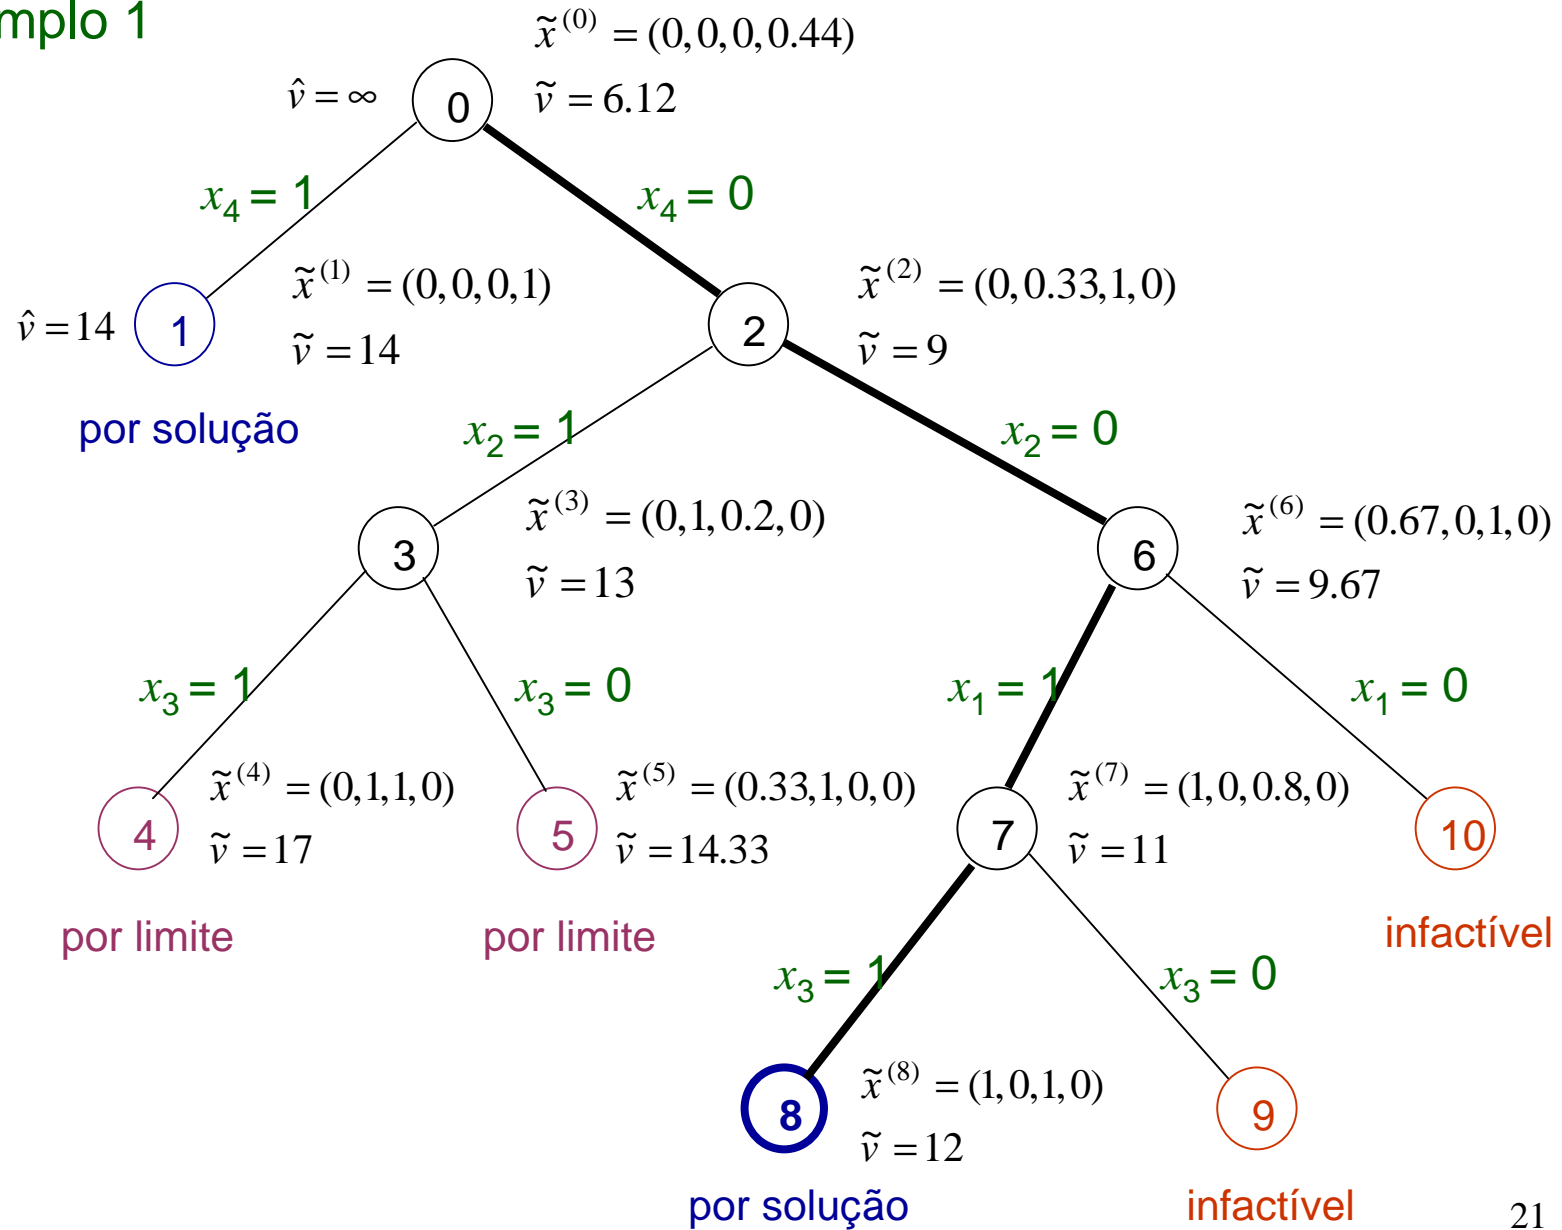 mplo 1
x̃⁽⁰⁾ = (0,0,0,0.44)
v̂ = ∞
0
ṽ = 6.12
x₄ = 1
x₄ = 0
x̃⁽¹⁾ = (0,0,0,1)
x̃⁽²⁾ = (0,0.33,1,0)
v̂ = 14
1
ṽ = 14
2
ṽ = 9
por solução
x₂ = 1
x₂ = 0
x̃⁽³⁾ = (0,1,0.2,0)
x̃⁽⁶⁾ = (0.67,0,1,0)
3
ṽ = 13
6
ṽ = 9.67
x₃ = 1
x₃ = 0
x₁ = 1
x₁ = 0
x̃⁽⁴⁾ = (0,1,1,0)
x̃⁽⁵⁾ = (0.33,1,0,0)
x̃⁽⁷⁾ = (1,0,0.8,0)
4
ṽ = 17
5
ṽ = 14.33
7
ṽ = 11
10
por limite
por limite
infactível
x₃ = 1
x₃ = 0
x̃⁽⁸⁾ = (1,0,1,0)
8
ṽ = 12
9
por solução
infactível
21